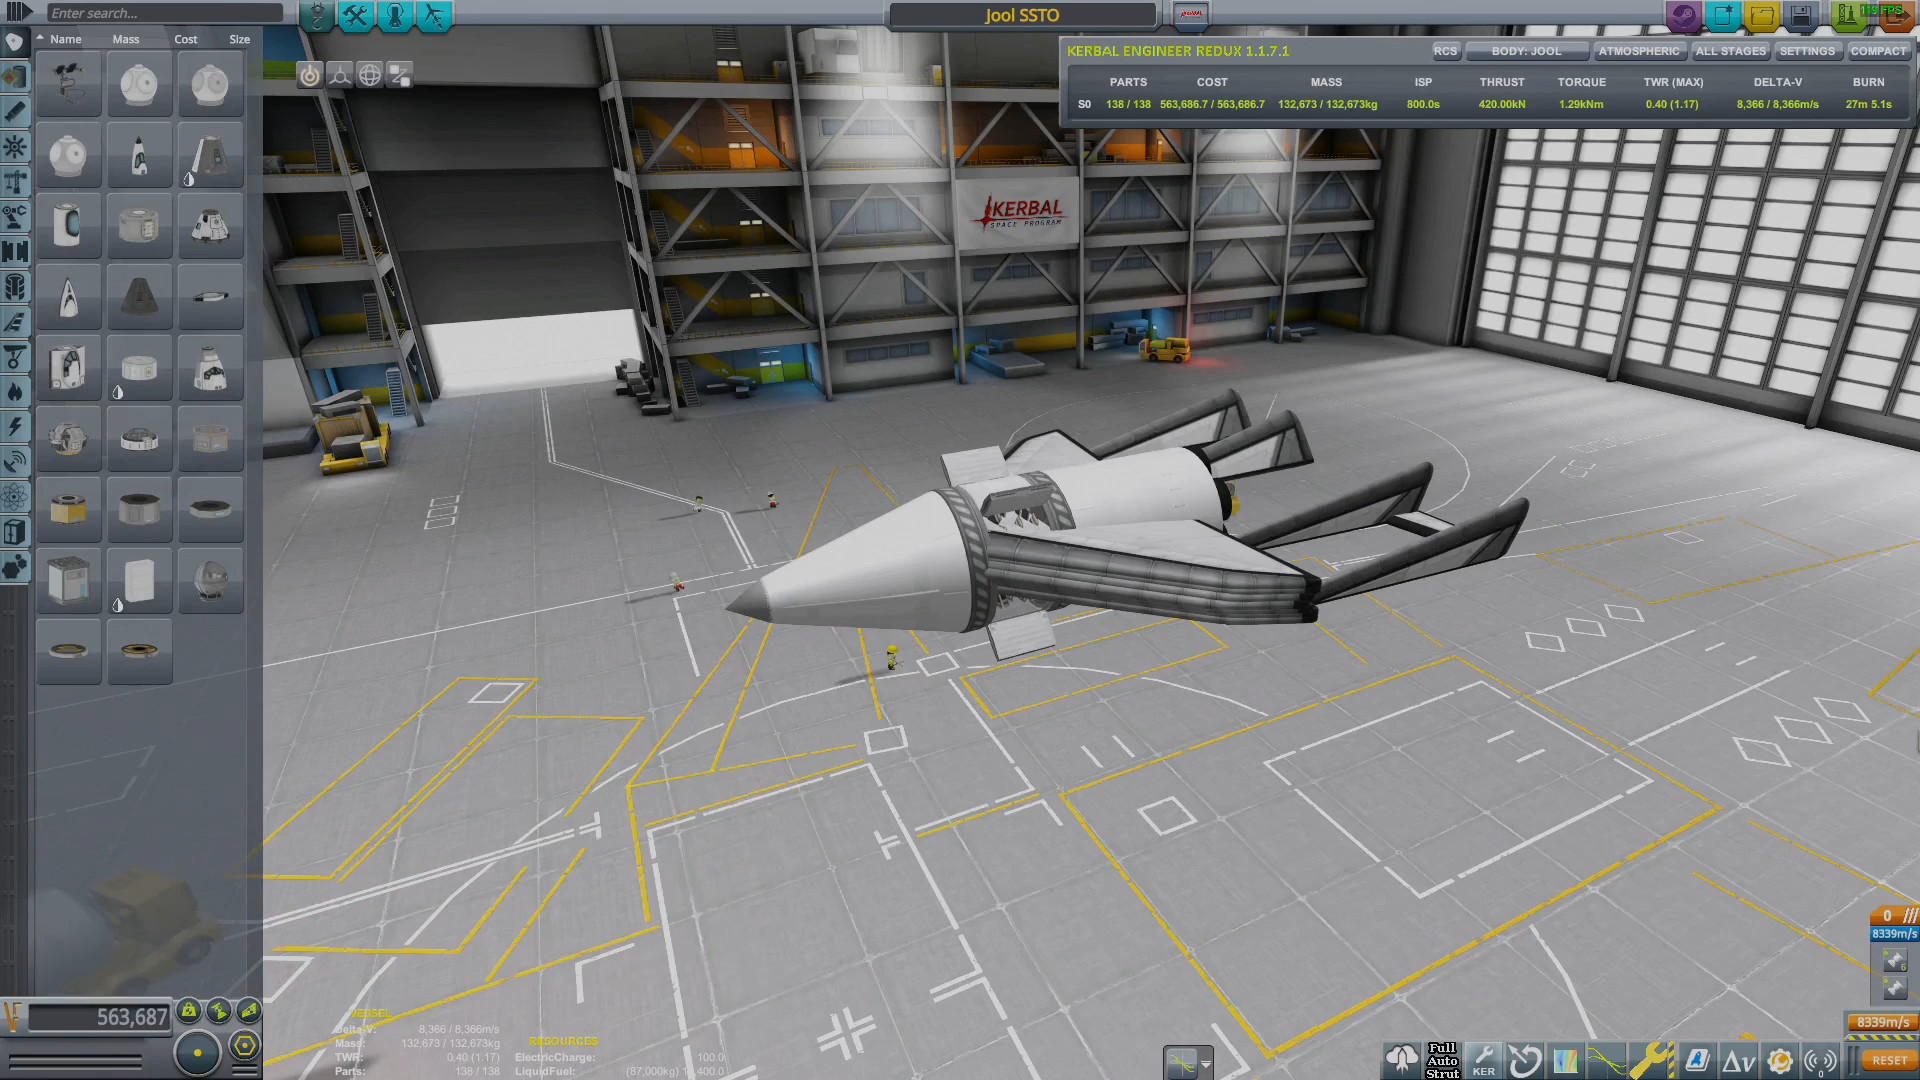 Enter search...
Jool SSTO
119 FPS
Name Mass Cost Size
KERBAL ENGINEER REDUX 1.1.7.1
RCS BODY: JOOL ATMOSPHERIC ALL STAGES SETTINGS COMPACT
PARTS COST MASS ISP THRUST TORQUE TWR (MAX) DELTA-V BURN
S0 138 / 138 563,686.7 / 563,686.7 132,673 / 132,673kg 800.0s 420.00kN 1.29kNm 0.40 (1.17) 8,366 / 8,366m/s 27m 5.1s
KERBAL
SPACE PROGRAM
0
8339m/s
6
563,687
VESSEL
Delta-V: 8,366 / 8,366m/s
Mass: 132,673 / 132,673kg
TWR: 0.40 (1.17)
Parts: 138 / 138
RESOURCES
ElectricCharge: 100.0
LiquidFuel:
8339m/s
Full
Auto
Strut
KER
Δv
0
RESET